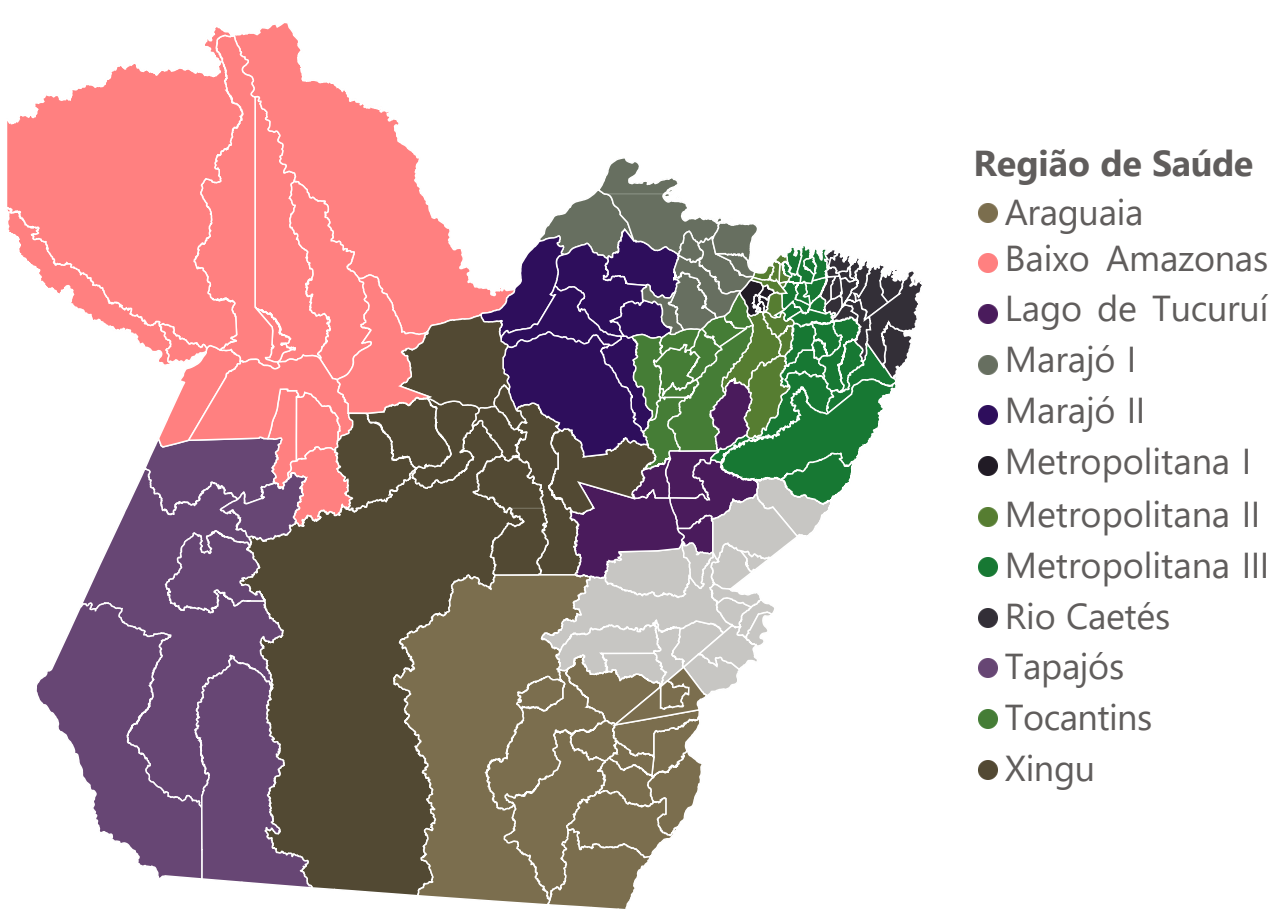 Região de Saúde
Araguaia
Baixo Amazonas
Lago de Tucuruí
Marajó I
Marajó II
Metropolitana I
Metropolitana II
Metropolitana III
Rio Caetés
Tapajós
Tocantins
Xingu